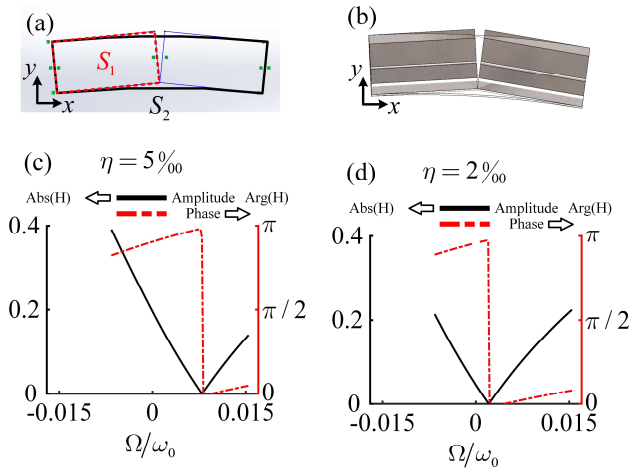 (a)
S₁
y
x
S₂
(b)
y
x
(c)
η = 5‰
Abs(H) Amplitude Arg(H)
Phase
0.4 π
0.2 π / 2
0 0
-0.015 0 0.015
Ω/ω₀
(d)
η = 2‰
Abs(H) Amplitude Arg(H)
Phase
0.4 π
0.2 π / 2
0 0
-0.015 0 0.015
Ω/ω₀